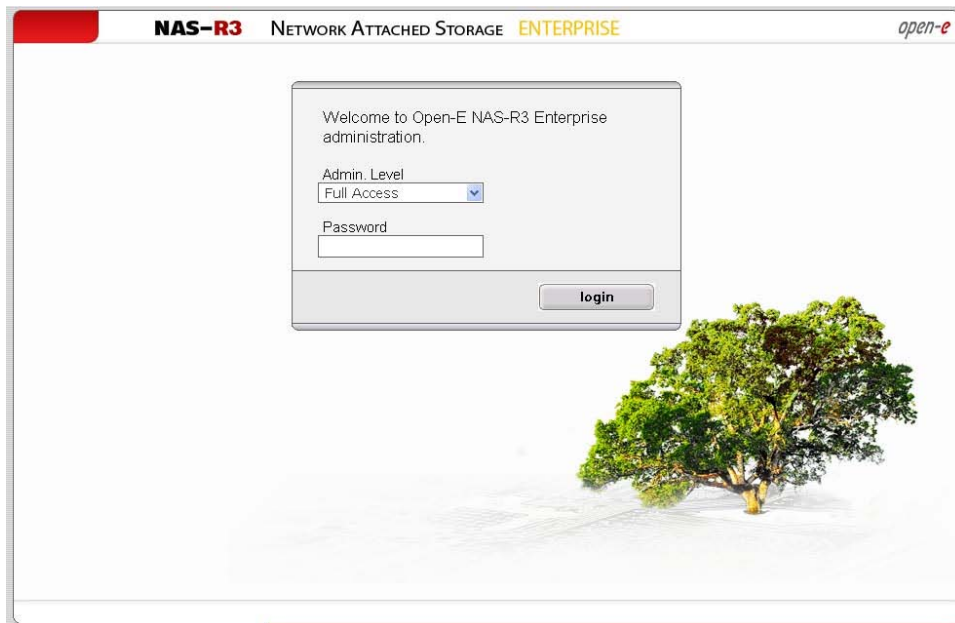 NAS-R3 NETWORK ATTACHED STORAGE ENTERPRISE open-e
Welcome to Open-E NAS-R3 Enterprise
administration.
Admin. Level
Full Access
Password
login